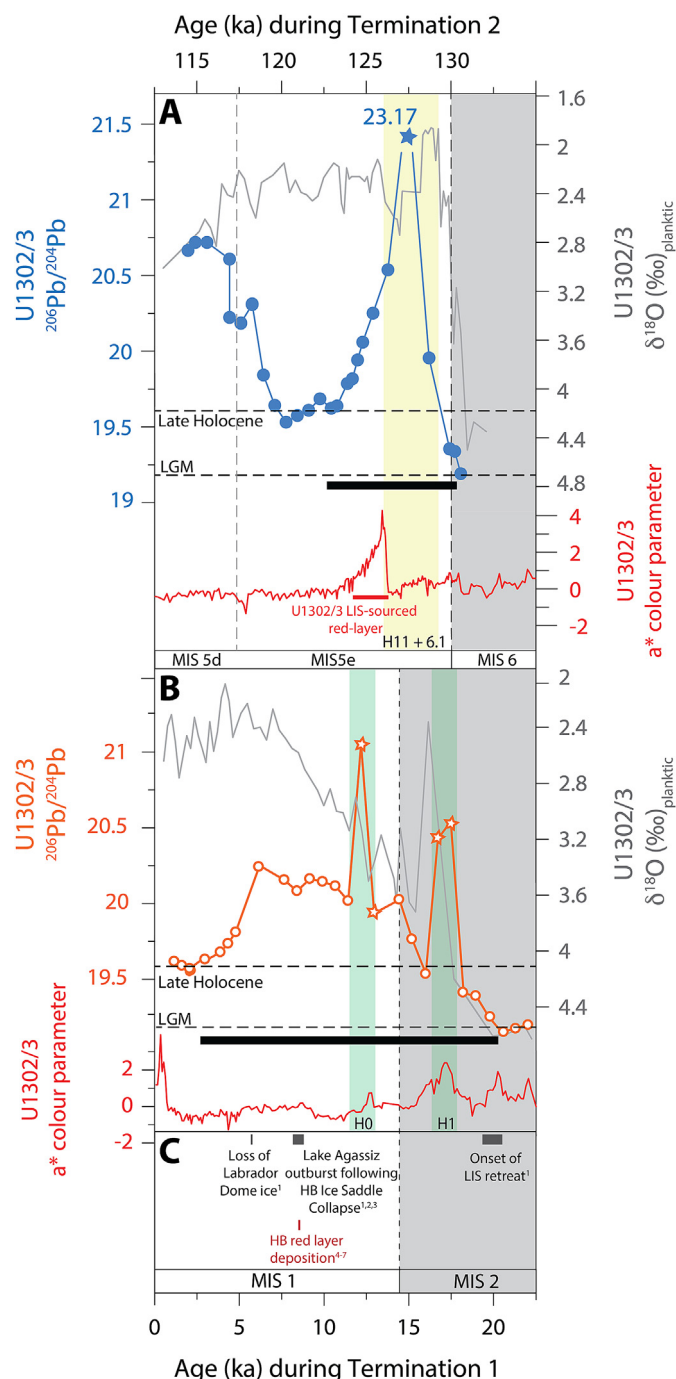 Age (ka) during Termination 2
115 120 125 130
A
23.17
21.5
21
20.5
20
19.5
19
U1302/3
²⁰⁶Pb/²⁰⁴Pb
1.6
2
2.4
2.8
3.2
3.6
4
4.4
4.8
U1302/3
δ¹⁸O (‰)planktic
Late Holocene
LGM
4
2
0
-2
U1302/3
a* colour parameter
U1302/3 LIS-sourced
red-layer
H11 + 6.1
MIS 5d MIS5e MIS 6
B
21
20.5
20
19.5
U1302/3
²⁰⁶Pb/²⁰⁴Pb
2
2.4
2.8
3.2
3.6
4
4.4
U1302/3
δ¹⁸O (‰)planktic
Late Holocene
LGM
2
0
-2
U1302/3
a* colour parameter
H0 H1
C
Loss of
Labrador
Dome ice¹
Lake Agassiz
outburst following
HB Ice Saddle
Collapse¹,²,³
Onset of
LIS retreat¹
HB red layer
deposition⁴⁻⁷
MIS 1 MIS 2
0 5 10 15 20
Age (ka) during Termination 1